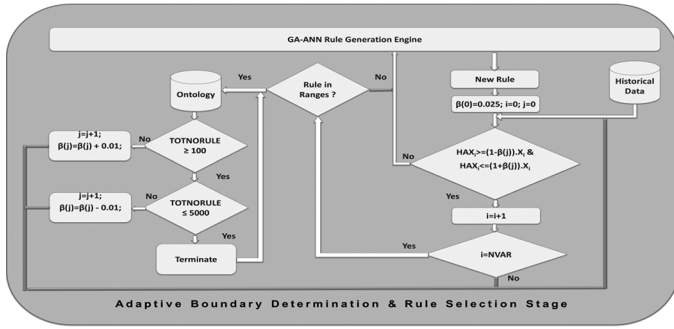 GA-ANN Rule Generation Engine
Yes
Rule in
Ranges ?
No
New Rule
Historical
Data
Ontology
β(0)=0.025; i=0; j=0
j=j+1;
β(j)=β(j) + 0.01;
No
TOTNORULE
≥ 100
No
HAXi>=(1-β(j)).Xi &
HAXi<=(1+β(j)).Xi
Yes
Yes
j=j+1;
β(j)=β(j) - 0.01;
No
TOTNORULE
≤ 5000
i=i+1
Yes
Yes
Terminate
i=NVAR
No
Adaptive Boundary Determination & Rule Selection Stage